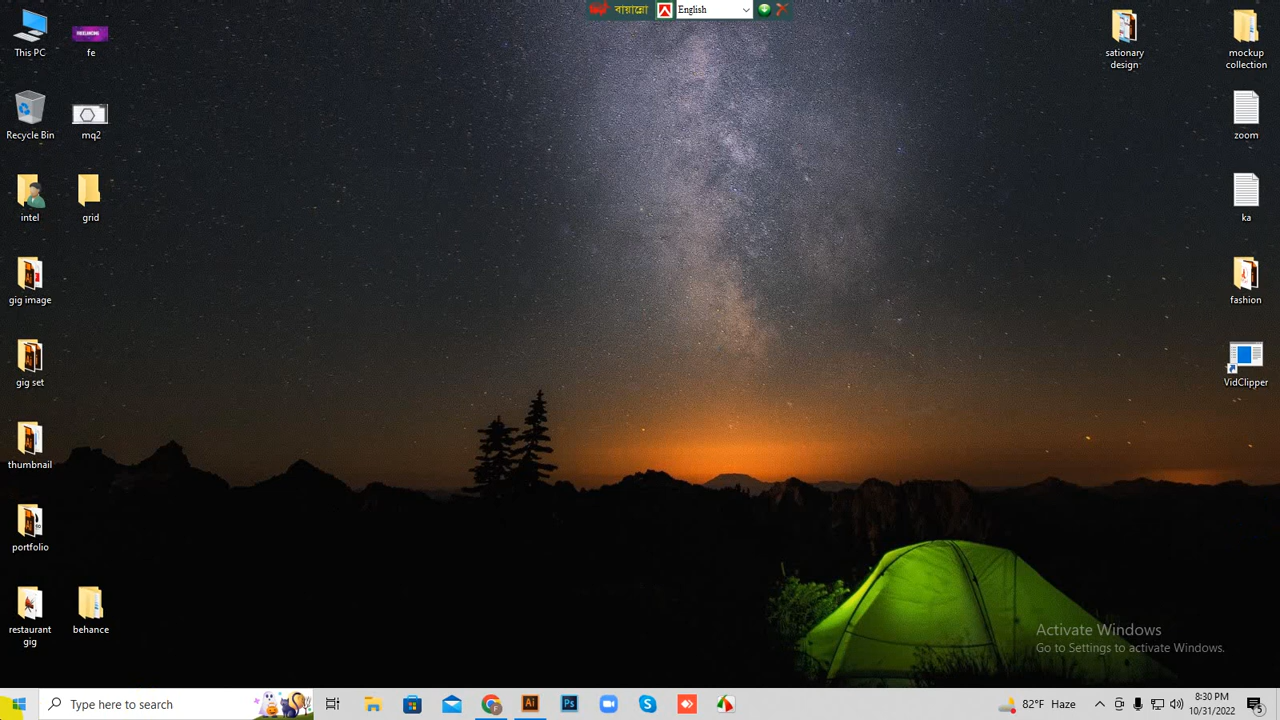 বায়ান্নো
English
This PC
fe
Recycle Bin
mq2
intel
grid
gig image
gig set
thumbnail
portfolio
restaurant
gig
behance
sationary
design
mockup
collection
zoom
ka
fashion
VidClipper
Activate Windows
Go to Settings to activate Windows.
Type here to search
Ai
Ps
82°F Haze
8:30 PM
10/31/2022